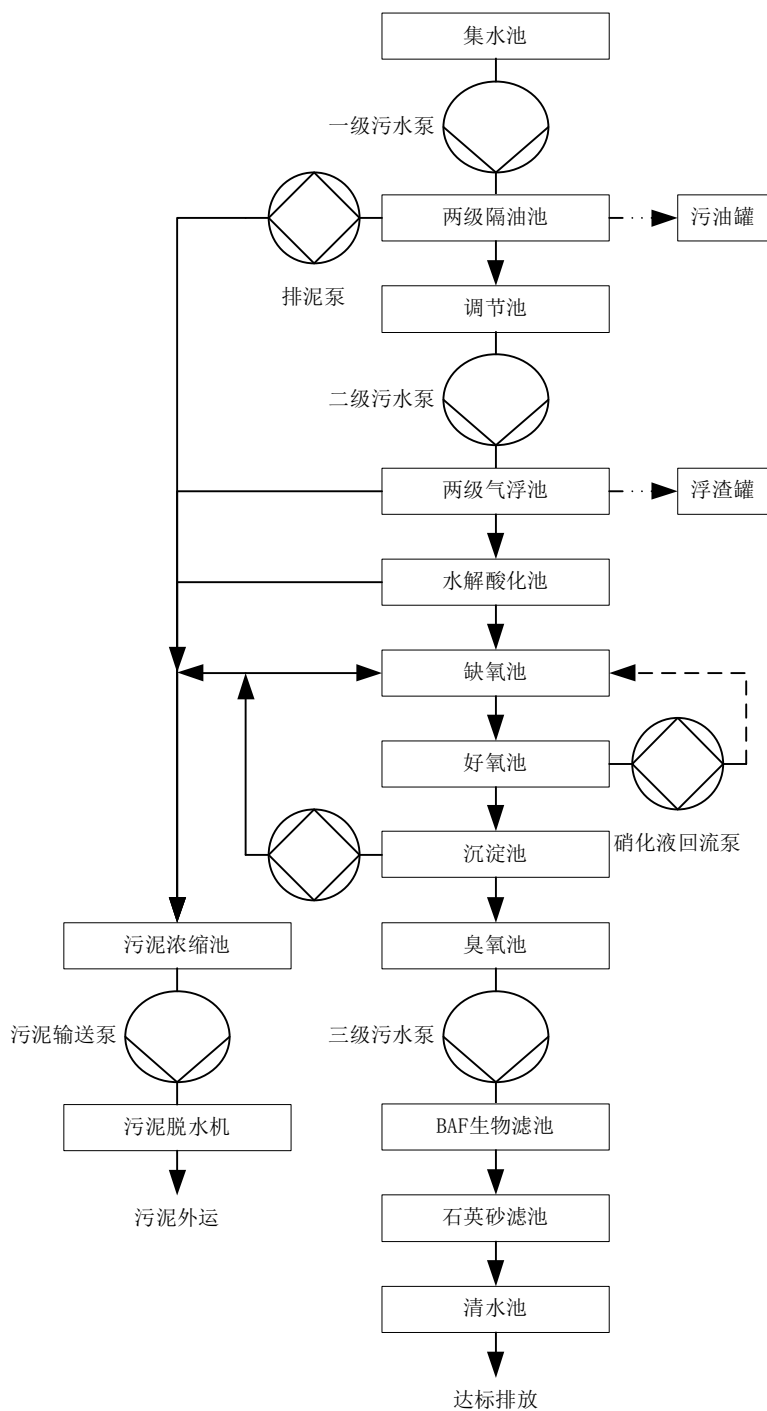 集水池
一级污水泵
两级隔油池
污油罐
排泥泵
调节池
二级污水泵
两级气浮池
浮渣罐
水解酸化池
缺氧池
好氧池
硝化液回流泵
沉淀池
污泥浓缩池
臭氧池
污泥输送泵
三级污水泵
污泥脱水机
BAF生物滤池
污泥外运
石英砂滤池
清水池
达标排放